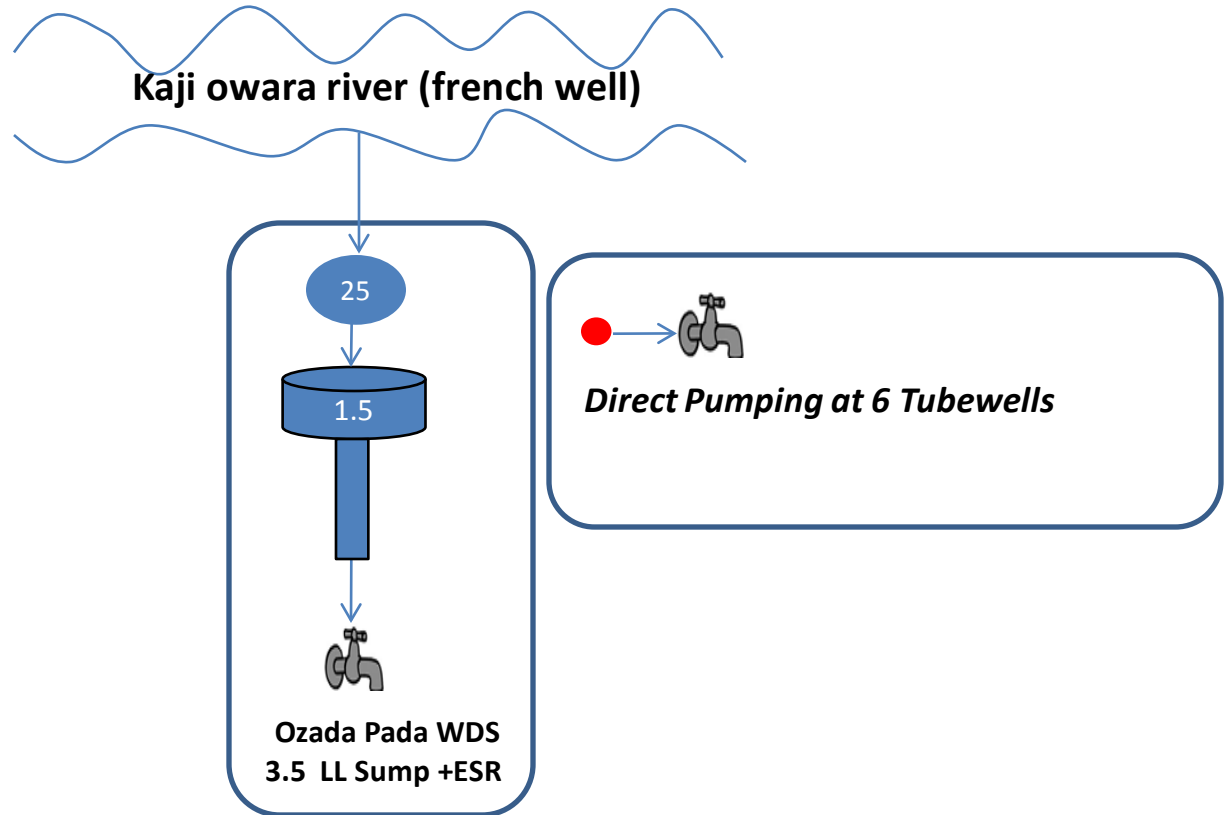 Kaji owara river (french well)
25
1.5
Direct Pumping at 6 Tubewells
Ozada Pada WDS
3.5 LL Sump +ESR